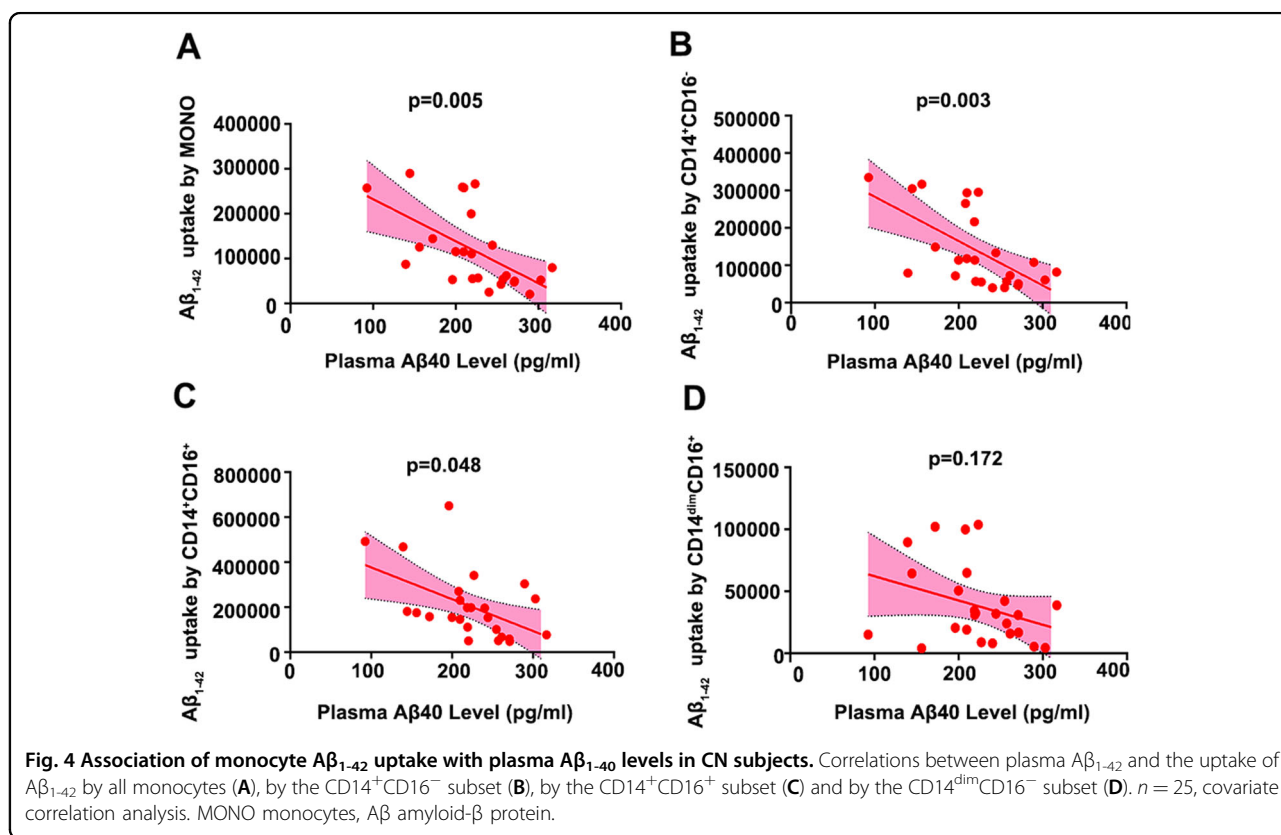 A
p=0.005
Aβ1-42 uptake by MONO
400000
300000
200000
100000
0
0 100 200 300 400
Plasma Aβ40 Level (pg/ml)
B
p=0.003
Aβ1-42 upatake by CD14+CD16-
500000
400000
300000
200000
100000
0
0 100 200 300 400
Plasma Aβ40 Level (pg/ml)
C
p=0.048
Aβ1-42 uptake by CD14+CD16+
800000
600000
400000
200000
0
0 100 200 300 400
Plasma Aβ40 Level (pg/ml)
D
p=0.172
Aβ1-42 uptake by CD14dimCD16+
150000
100000
50000
0
0 100 200 300 400
Plasma Aβ40 Level (pg/ml)
Fig. 4 Association of monocyte Aβ1-42 uptake with plasma Aβ1-40 levels in CN subjects. Correlations between plasma Aβ1-42 and the uptake of
Aβ1-42 by all monocytes (A), by the CD14+CD16− subset (B), by the CD14+CD16+ subset (C) and by the CD14dimCD16− subset (D). n = 25, covariate
correlation analysis. MONO monocytes, Aβ amyloid-β protein.